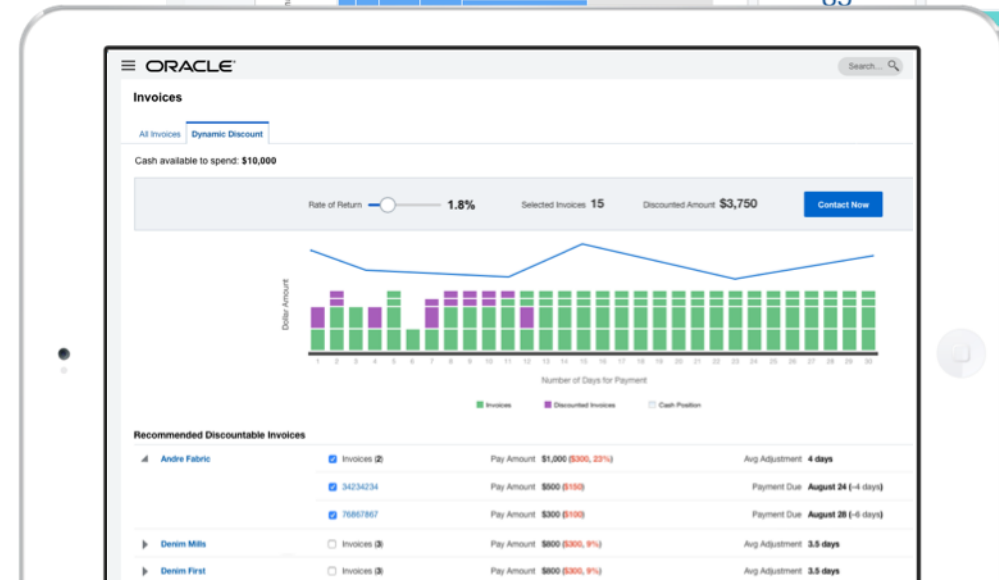 ORACLE
Search...
Invoices
All Invoices Dynamic Discount
Cash available to spend: $10,000
Rate of Return 1.8% Selected Invoices 15 Discounted Amount $3,750 Contact Now
Dollar Amount
1 2 3 4 5 6 7 8 9 10 11 12 13 14 15 16 17 18 19 20 21 22 23 24 25 26 27 28 29 30
Number of Days for Payment
Invoices Discounted Invoices Cash Position
Recommended Discountable Invoices
Andre Fabric Invoices (2) Pay Amount $1,000 ($300, 23%) Avg Adjustment 4 days
34234234 Pay Amount $500 ($150) Payment Due August 24 (-4 days)
76867867 Pay Amount $300 ($100) Payment Due August 28 (-6 days)
Denim Mills Invoices (3) Pay Amount $800 ($300, 9%) Avg Adjustment 3.5 days
Denim First Invoices (3) Pay Amount $800 ($300, 9%) Avg Adjustment 3.5 days